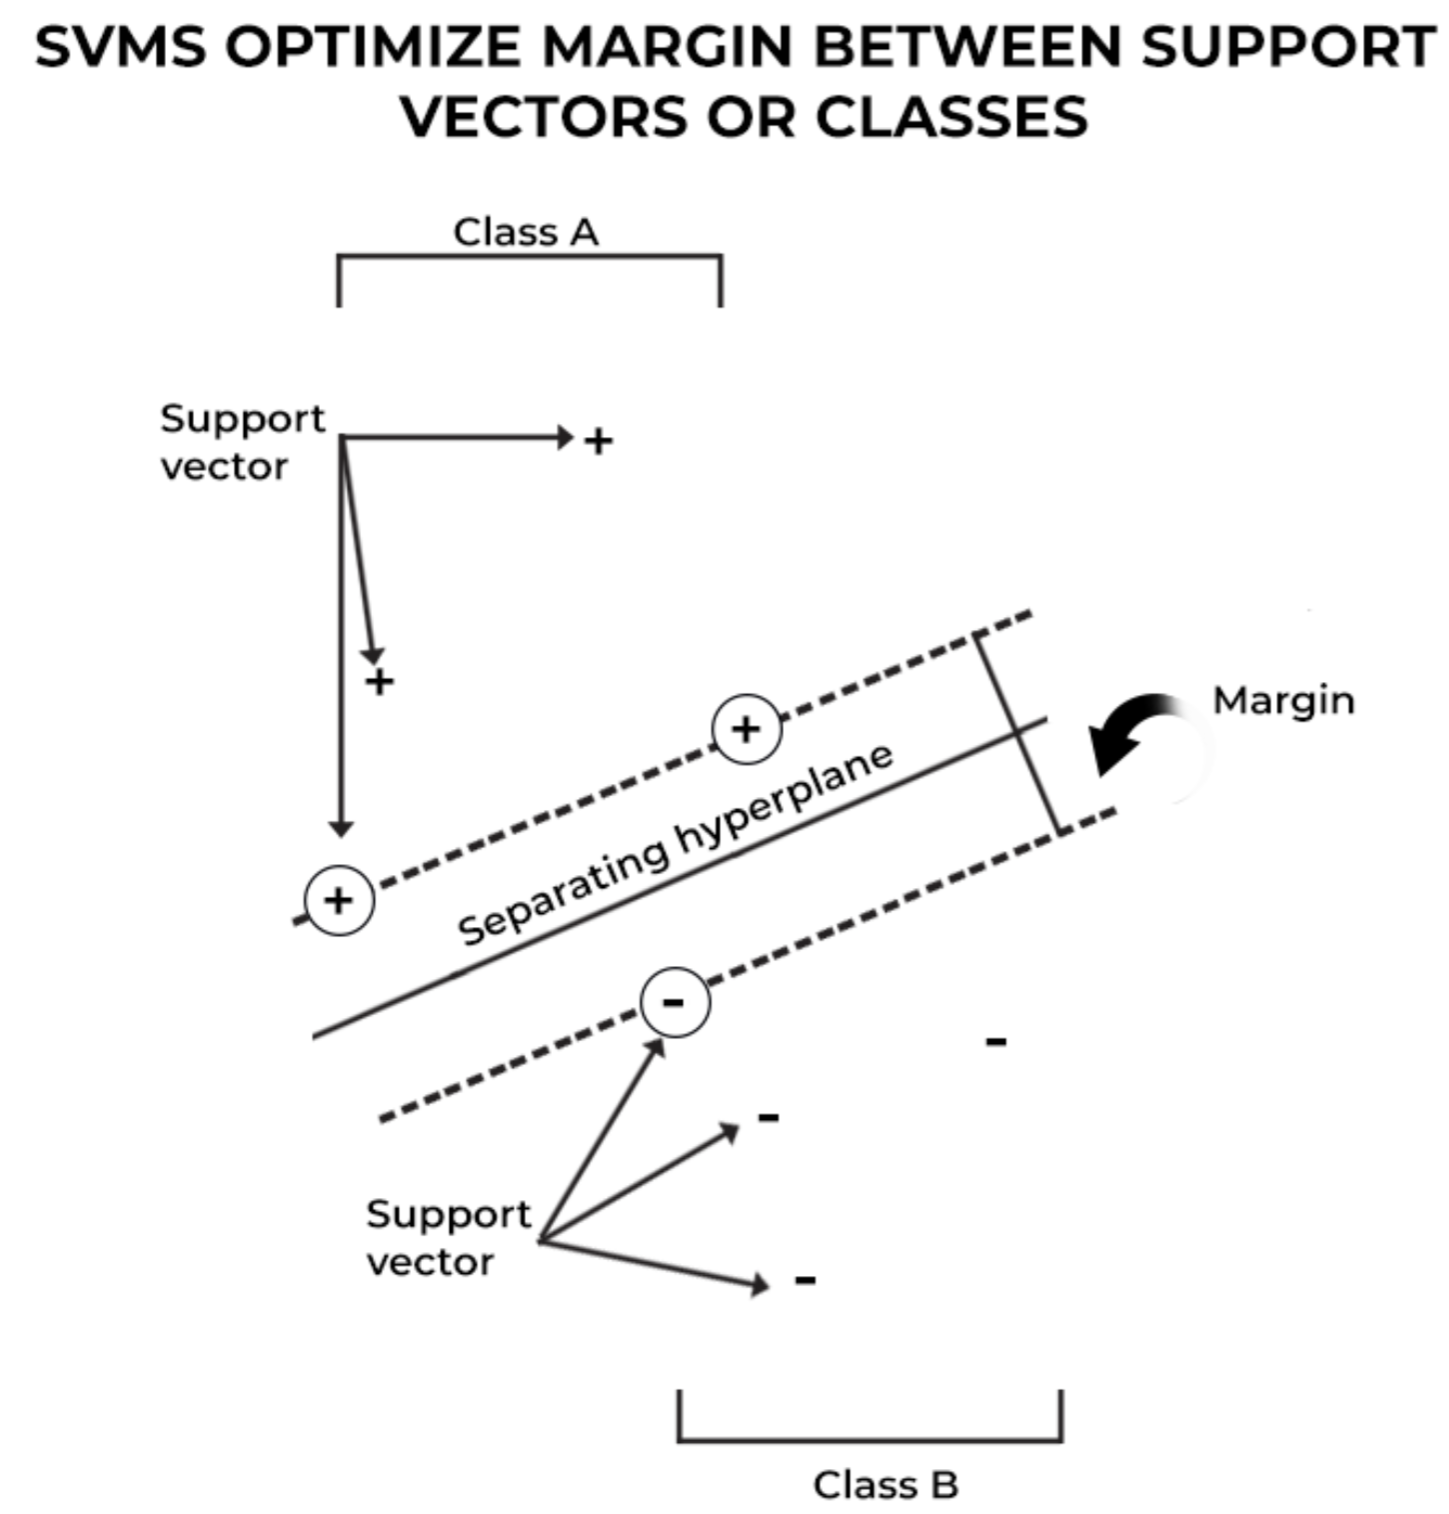 SVMS OPTIMIZE MARGIN BETWEEN SUPPORT
VECTORS OR CLASSES
Class A
Support
vector
+
+
Margin
+
+
Separating hyperplane
-
-
-
Support
vector
-
Class B